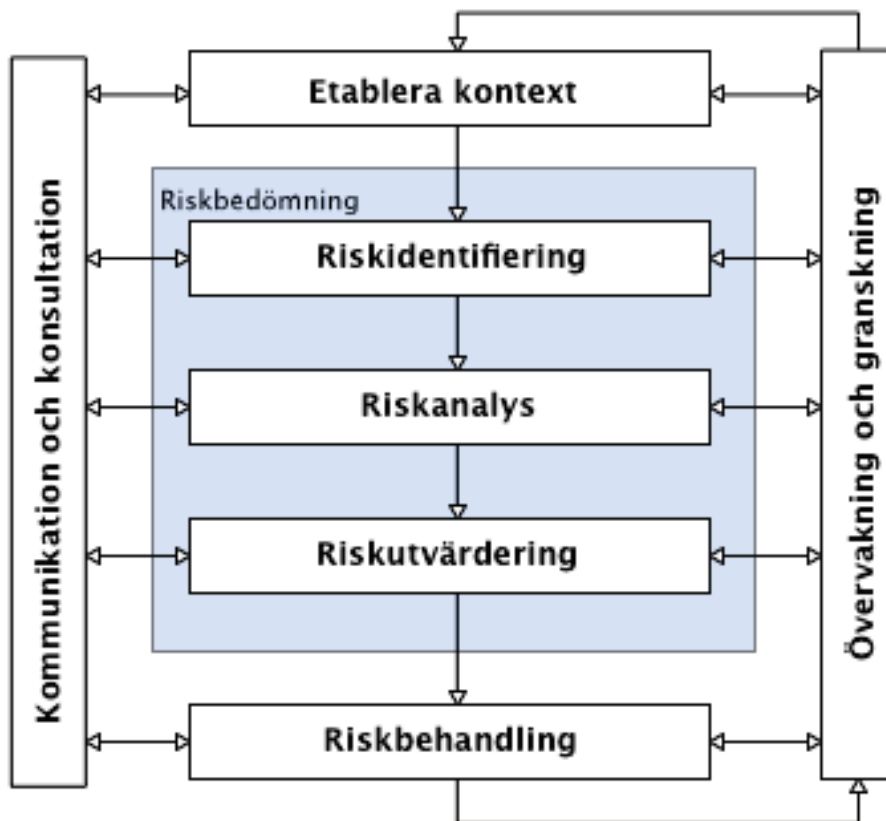 Etablera kontext
Riskbedömning
Riskidentifiering
Riskanalys
Riskutvärdering
Riskbehandling
Kommunikation och konsultation
Övervakning och granskning